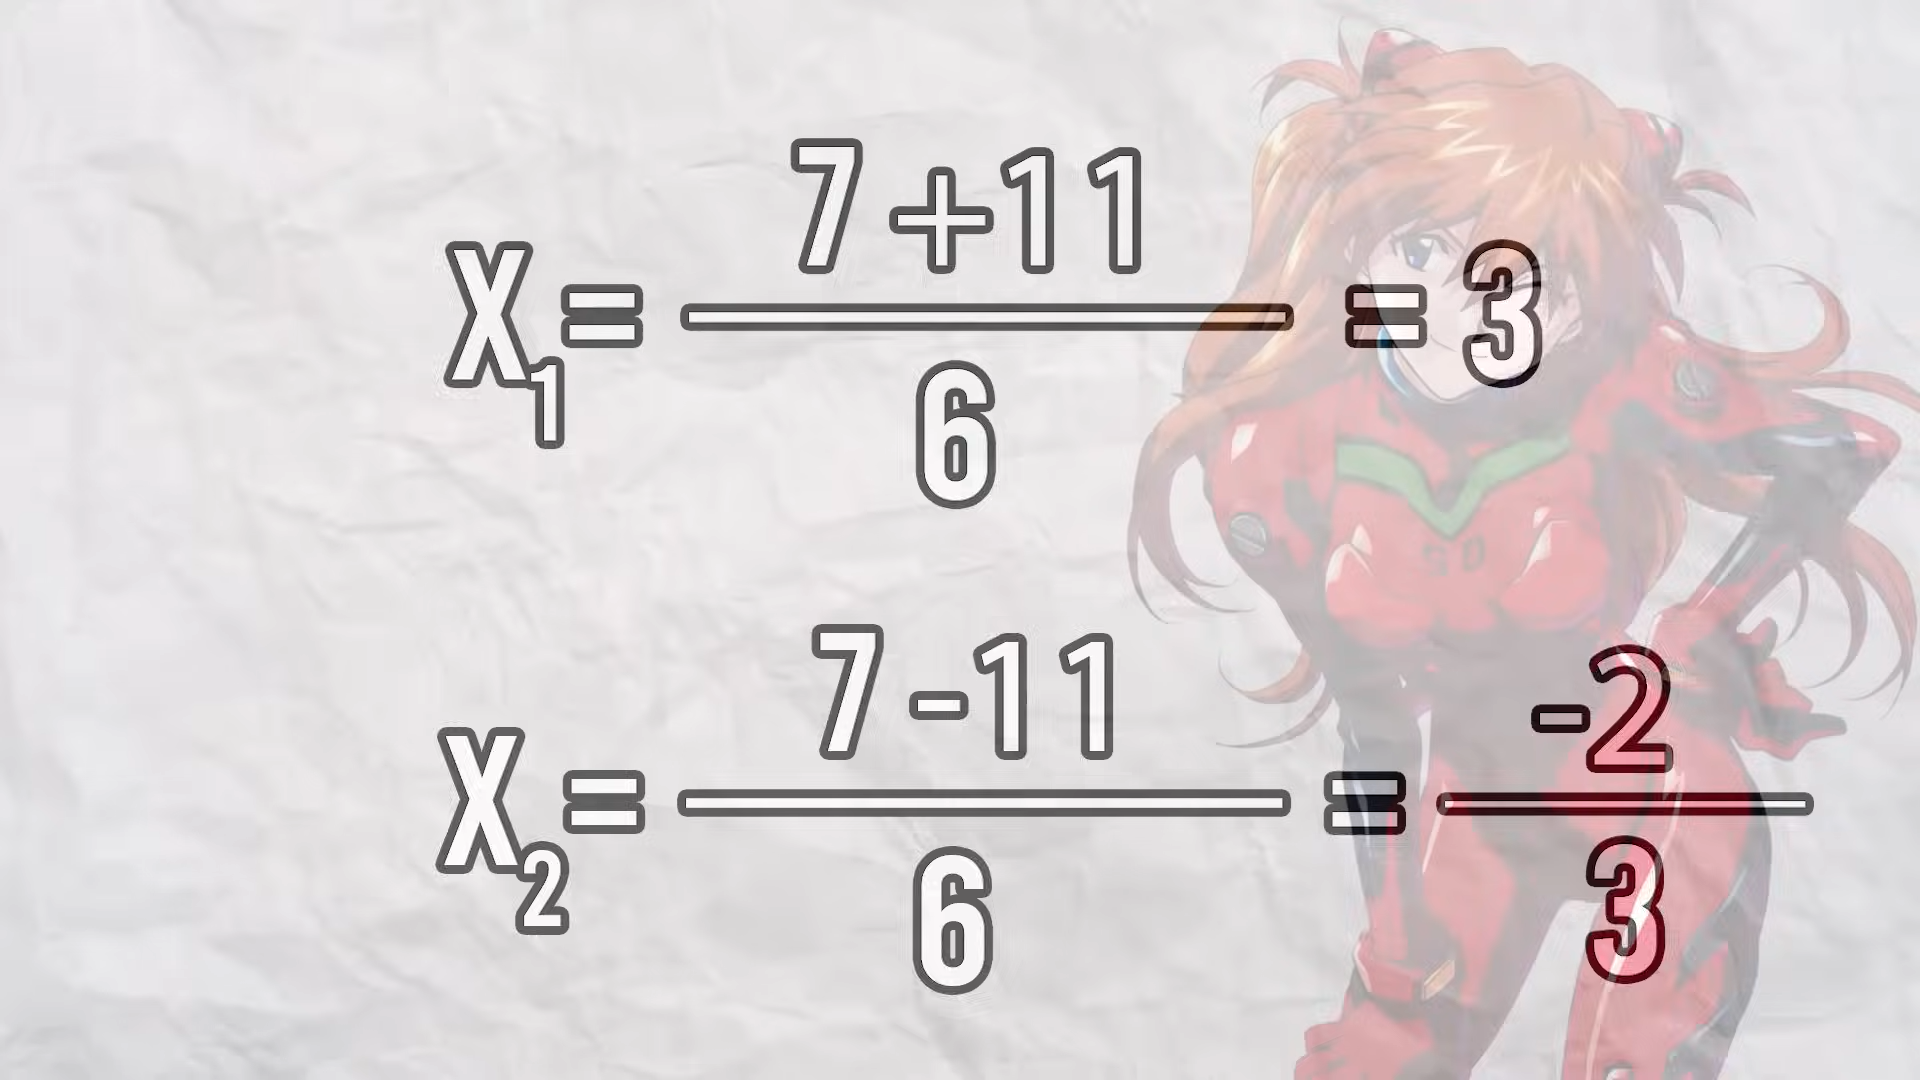 X₁ = (7 + 11) / 6 = 3
X₂ = (7 - 11) / 6 = -2 / 3